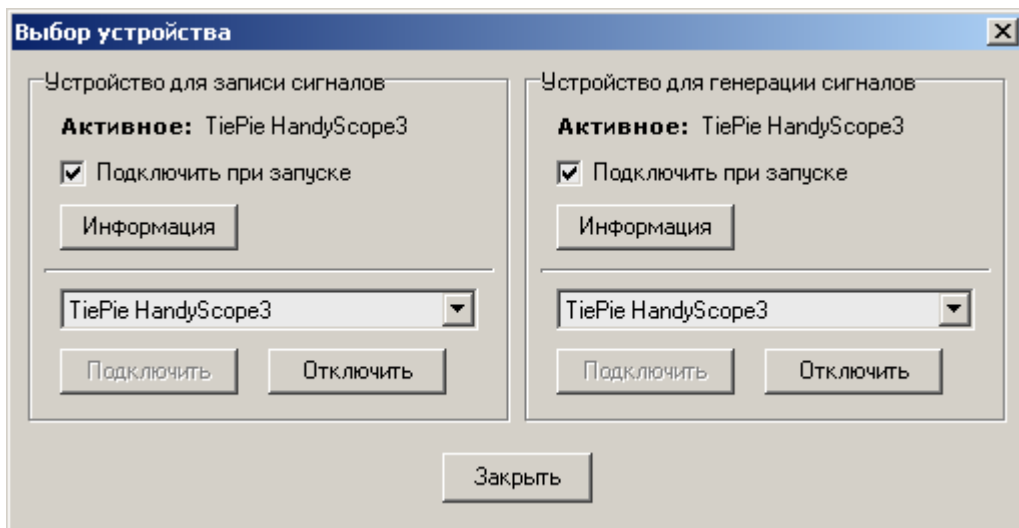 Выбор устройства
Устройство для записи сигналов
Активное: TiePie HandyScope3
Подключить при запуске
Информация
TiePie HandyScope3
Подключить
Отключить
Устройство для генерации сигналов
Активное: TiePie HandyScope3
Подключить при запуске
Информация
TiePie HandyScope3
Подключить
Отключить
Закрыть